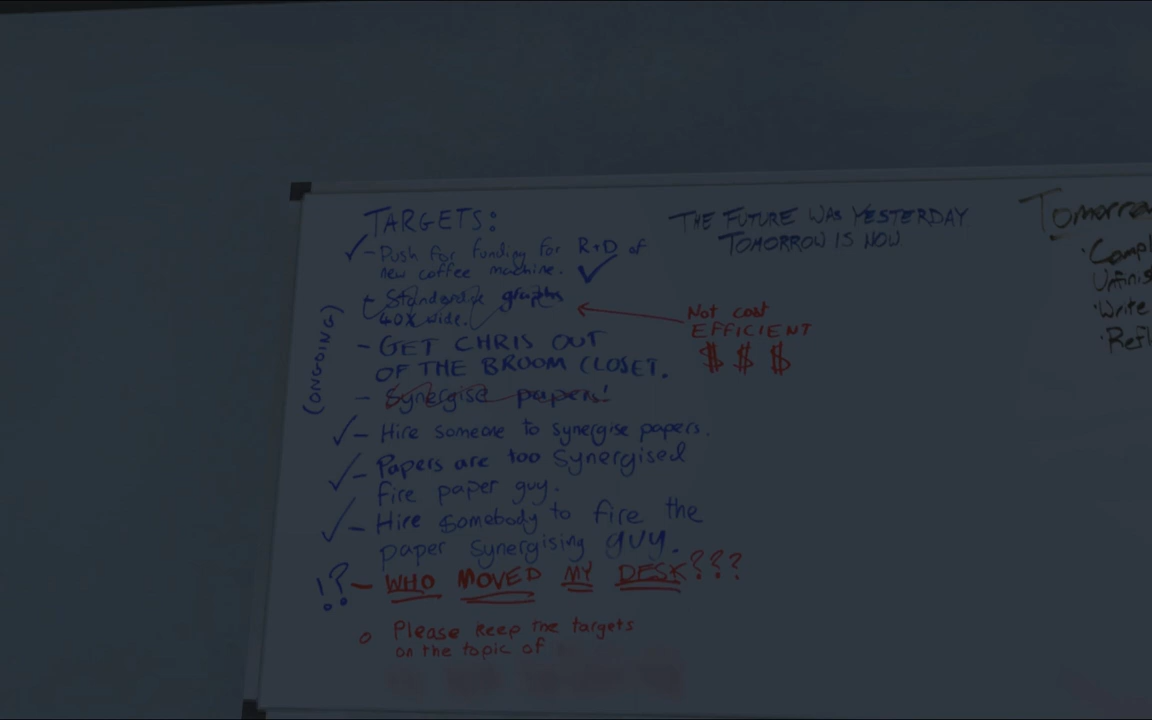 TARGETS:
- Push for funding for R+D of
new coffee machine.
- Standardise graphs
40X wide.
(ONGOING)
- GET CHRIS OUT
OF THE BROOM CLOSET.
- Synergise papers!
- Hire someone to synergise papers.
- Papers are too Synergised
fire paper guy.
- Hire Somebody to fire the
paper synergising guy.
!? - WHO MOVED MY DESK???
o Please keep the targets
on the topic of
Not cost
EFFICIENT
$ $ $
THE FUTURE WAS YESTERDAY
TOMORROW IS NOW
Tomorro
· Compl
Unfinis
· Write
· Refl